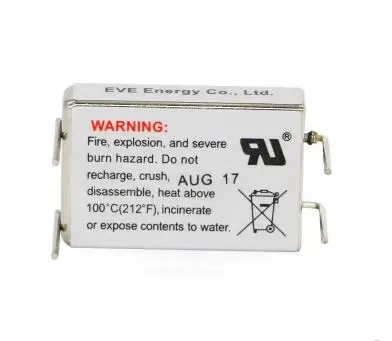 EVE Energy Co., Ltd.
WARNING:
Fire, explosion, and severe
burn hazard. Do not
recharge, crush, AUG 17
disassemble, heat above
100°C(212°F), incinerate
or expose contents to water.
RU®